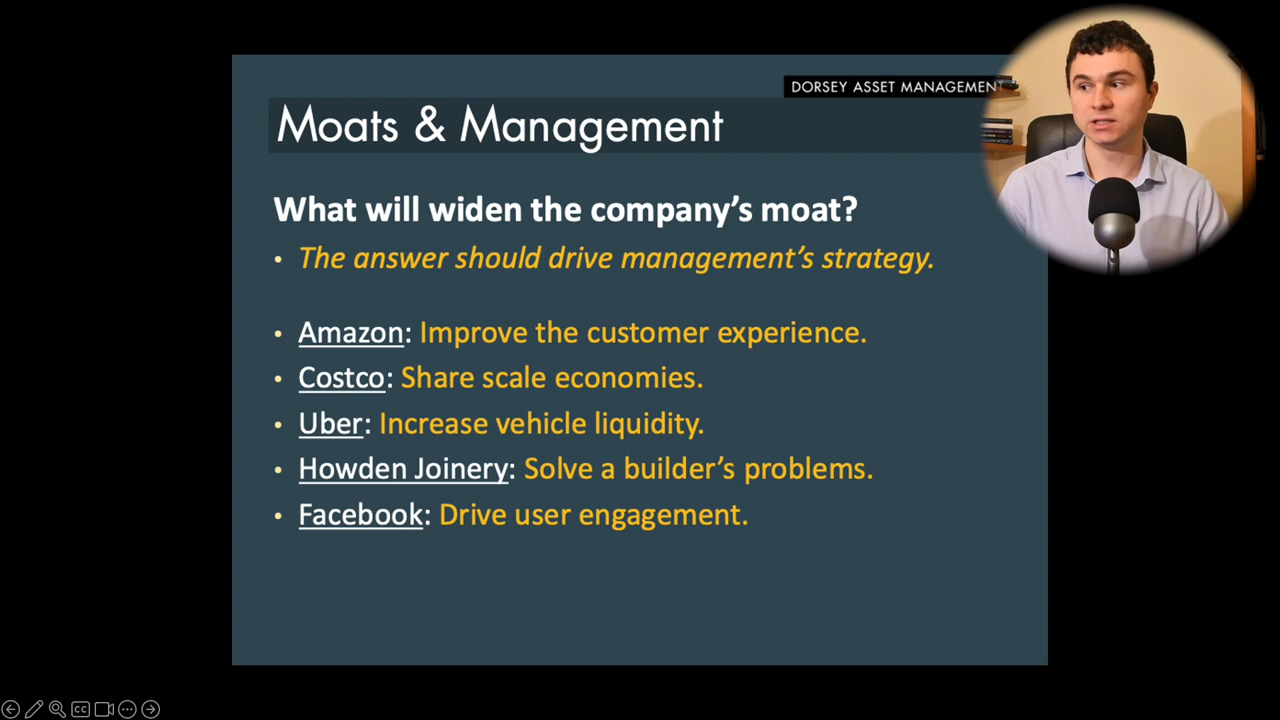 DORSEY ASSET MANAGEMENT
Moats & Management
What will widen the company's moat?
• The answer should drive management's strategy.
• Amazon: Improve the customer experience.
• Costco: Share scale economies.
• Uber: Increase vehicle liquidity.
• Howden Joinery: Solve a builder's problems.
• Facebook: Drive user engagement.
CC